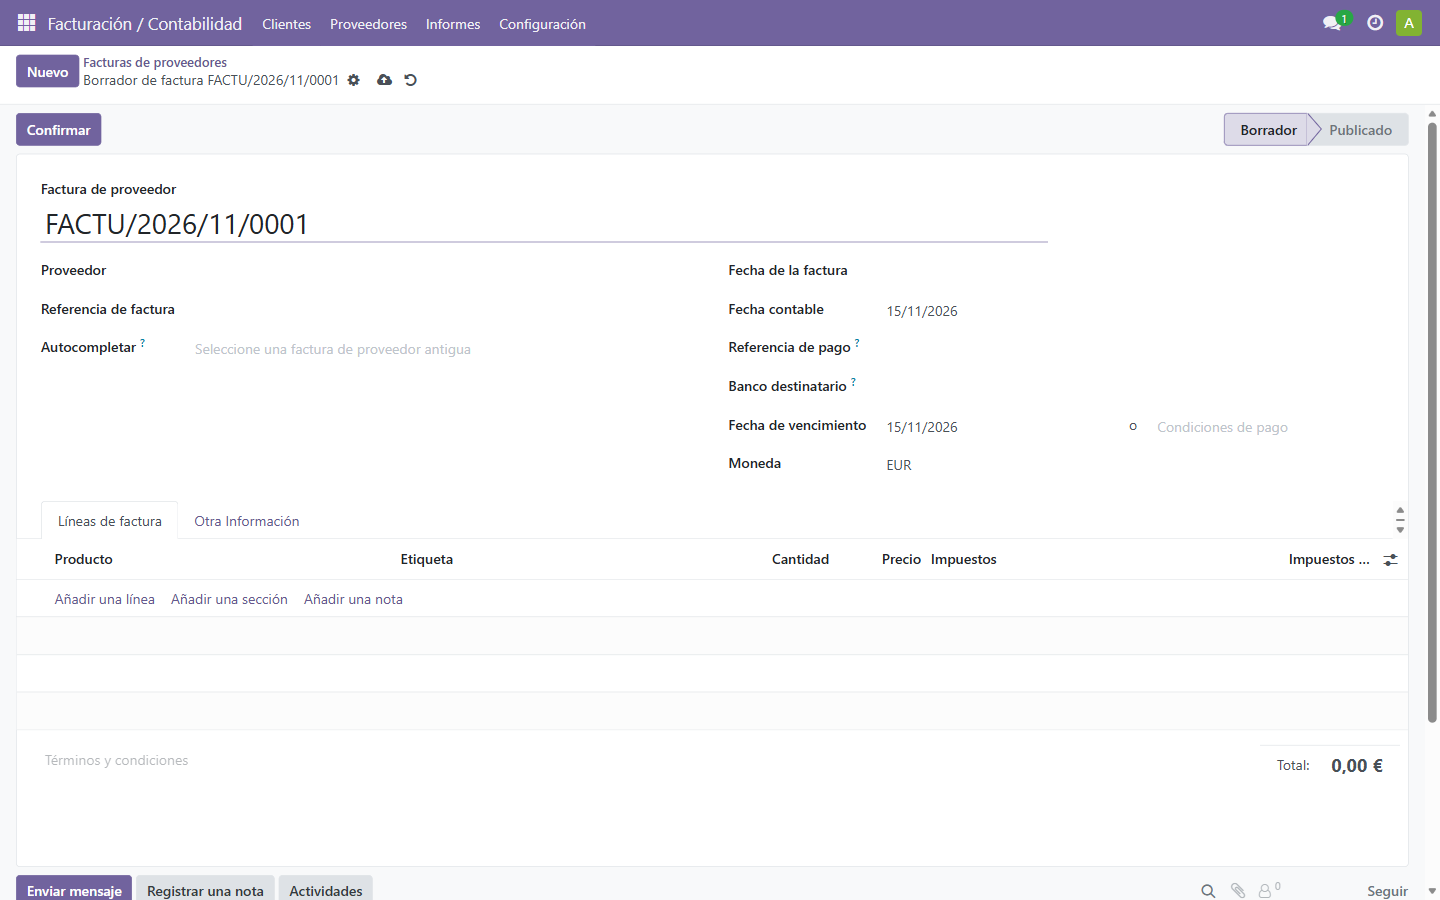 Facturación / Contabilidad Clientes Proveedores Informes Configuración 1 A
Nuevo Facturas de proveedores
Borrador de factura FACTU/2026/11/0001
Confirmar Borrador Publicado
Factura de proveedor
FACTU/2026/11/0001
Proveedor Fecha de la factura
Referencia de factura Fecha contable 15/11/2026
Autocompletar ? Seleccione una factura de proveedor antigua Referencia de pago ?
Banco destinatario ?
Fecha de vencimiento 15/11/2026 o Condiciones de pago
Moneda EUR
Líneas de factura Otra Información
Producto Etiqueta Cantidad Precio Impuestos Impuestos ...
Añadir una línea Añadir una sección Añadir una nota
Términos y condiciones Total: 0,00 €
Enviar mensaje Registrar una nota Actividades 0 Seguir